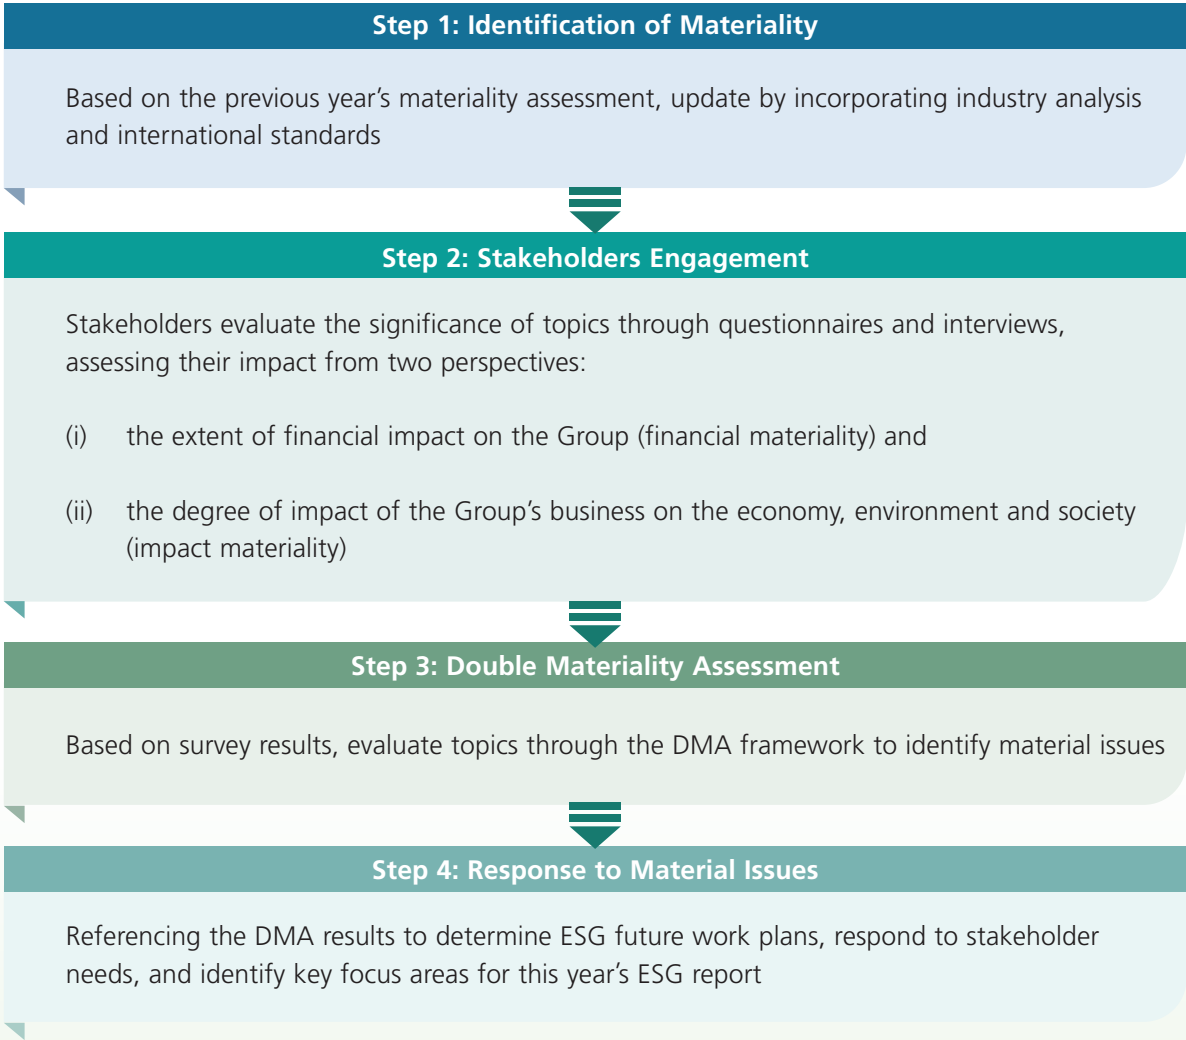 Step 1: Identification of Materiality
Based on the previous year’s materiality assessment, update by incorporating industry analysis
and international standards
Step 2: Stakeholders Engagement
Stakeholders evaluate the significance of topics through questionnaires and interviews,
assessing their impact from two perspectives:
(i) the extent of financial impact on the Group (financial materiality) and
(ii) the degree of impact of the Group’s business on the economy, environment and society
(impact materiality)
Step 3: Double Materiality Assessment
Based on survey results, evaluate topics through the DMA framework to identify material issues
Step 4: Response to Material Issues
Referencing the DMA results to determine ESG future work plans, respond to stakeholder
needs, and identify key focus areas for this year’s ESG report